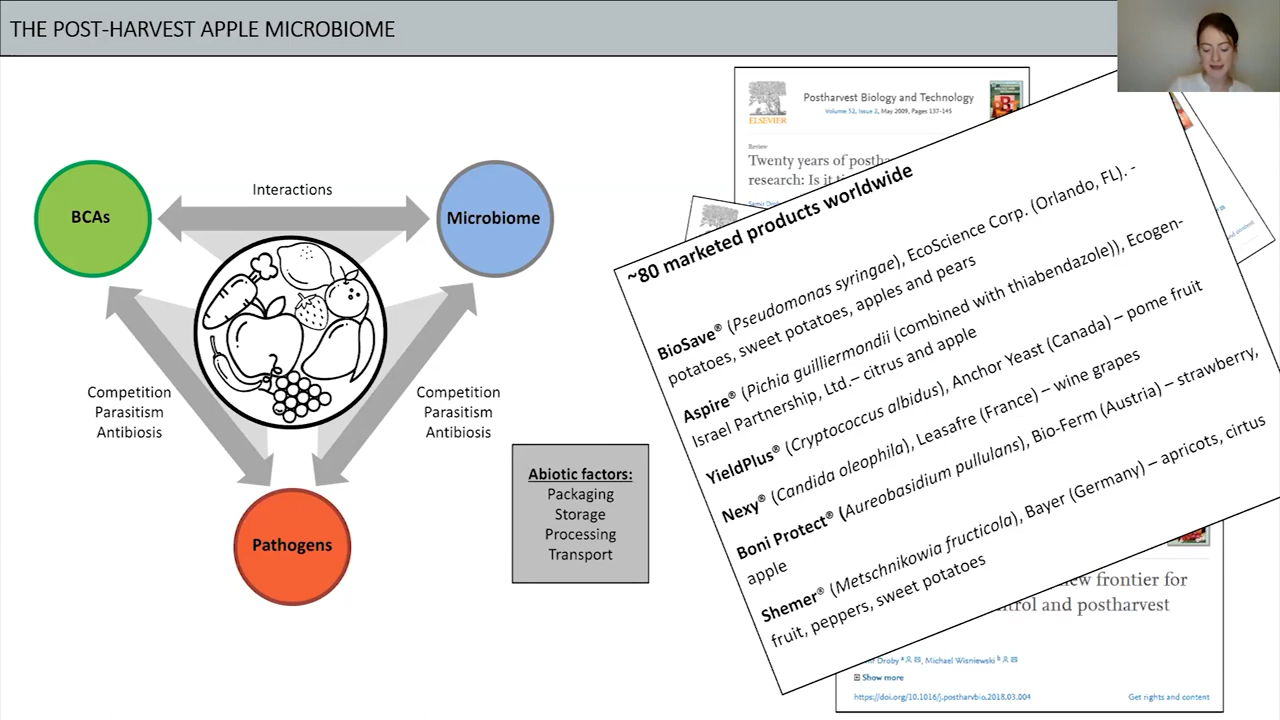 THE POST-HARVEST APPLE MICROBIOME
BCAs
Interactions
Microbiome
Competition
Parasitism
Antibiosis
Competition
Parasitism
Antibiosis
Pathogens
Abiotic factors:
Packaging
Storage
Processing
Transport
ELSEVIER
Postharvest Biology and Technology
Volume 52, Issue 2, May 2009, Pages 137-145
Review
Twenty years of postha
research: Is it ti
~80 marketed products worldwide
BioSave® (Pseudomonas syringae), EcoScience Corp. (Orlando, FL). -
potatoes, sweet potatoes, apples and pears
Aspire® (Pichia guilliermondii (combined with thiabendazole)), Ecogen-
Israel Partnership, Ltd.– citrus and apple
YieldPlus® (Cryptococcus albidus), Anchor Yeast (Canada) – pome fruit
Nexy® (Candida oleophila), Leasafre (France) – wine grapes
Boni Protect® (Aureobasidium pullulans), Bio-Ferm (Austria) – strawberry,
apple
Shemer® (Metschnikowia fructicola), Bayer (Germany) – apricots, cirtus
fruit, peppers, sweet potatoes
ew frontier for
trol and postharvest
Droby a, Michael Wisniewski b
Show more
https://doi.org/10.1016/j.postharvbio.2018.03.004
Get rights and content